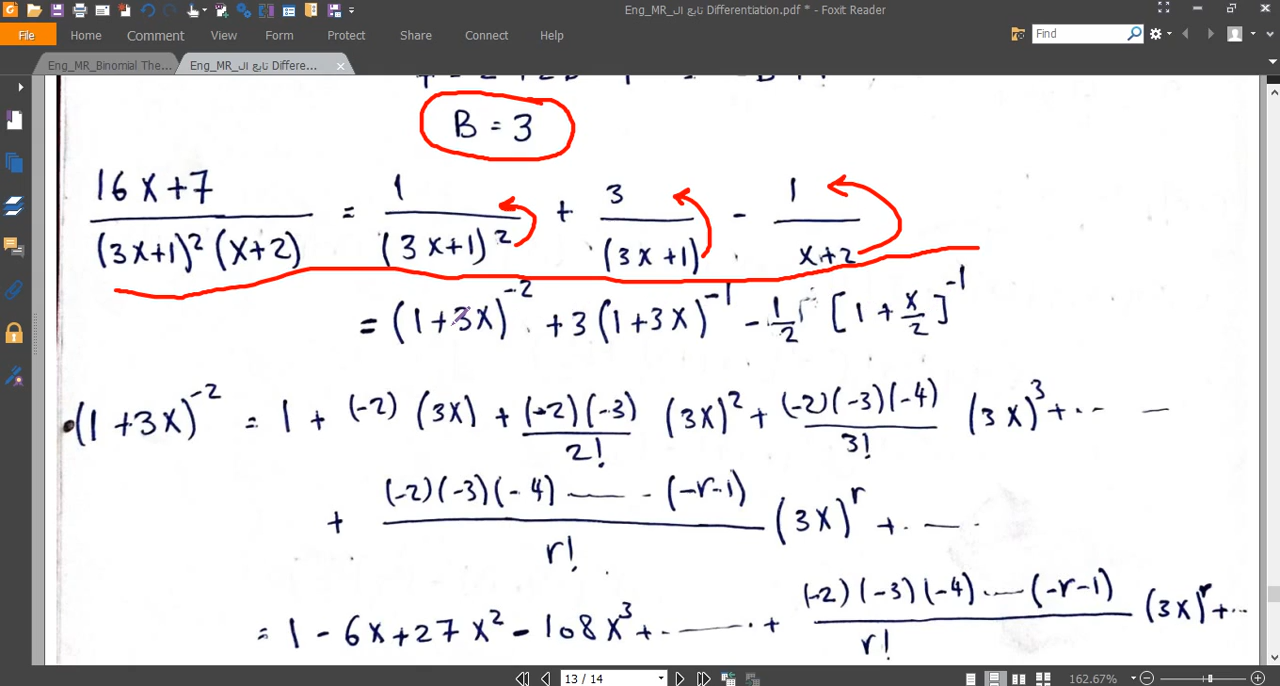 Eng_MR_تابع ال Differentiation.pdf * - Foxit Reader
File Home Comment View Form Protect Share Connect Help Find
Eng_MR_Binomial The... Eng_MR_تابع ال Differe...
B = 3
16x+7 / (3x+1)² (x+2) = 1 / (3x+1)² + 3 / (3x+1) - 1 / x+2
= (1+3x)⁻² + 3(1+3x)⁻¹ - 1/2 [1 + x/2]⁻¹
(1+3x)⁻² = 1 + (-2) (3x) + (-2)(-3) / 2! (3x)² + (-2)(-3)(-4) / 3! (3x)³ + ...
+ (-2)(-3)(-4) ... (-r-1) / r! (3x)ʳ + ...
= 1 - 6x + 27x² - 108x³ + ... + (-2)(-3)(-4) ... (-r-1) / r! (3x)ʳ + ...
13 / 14 162.67%